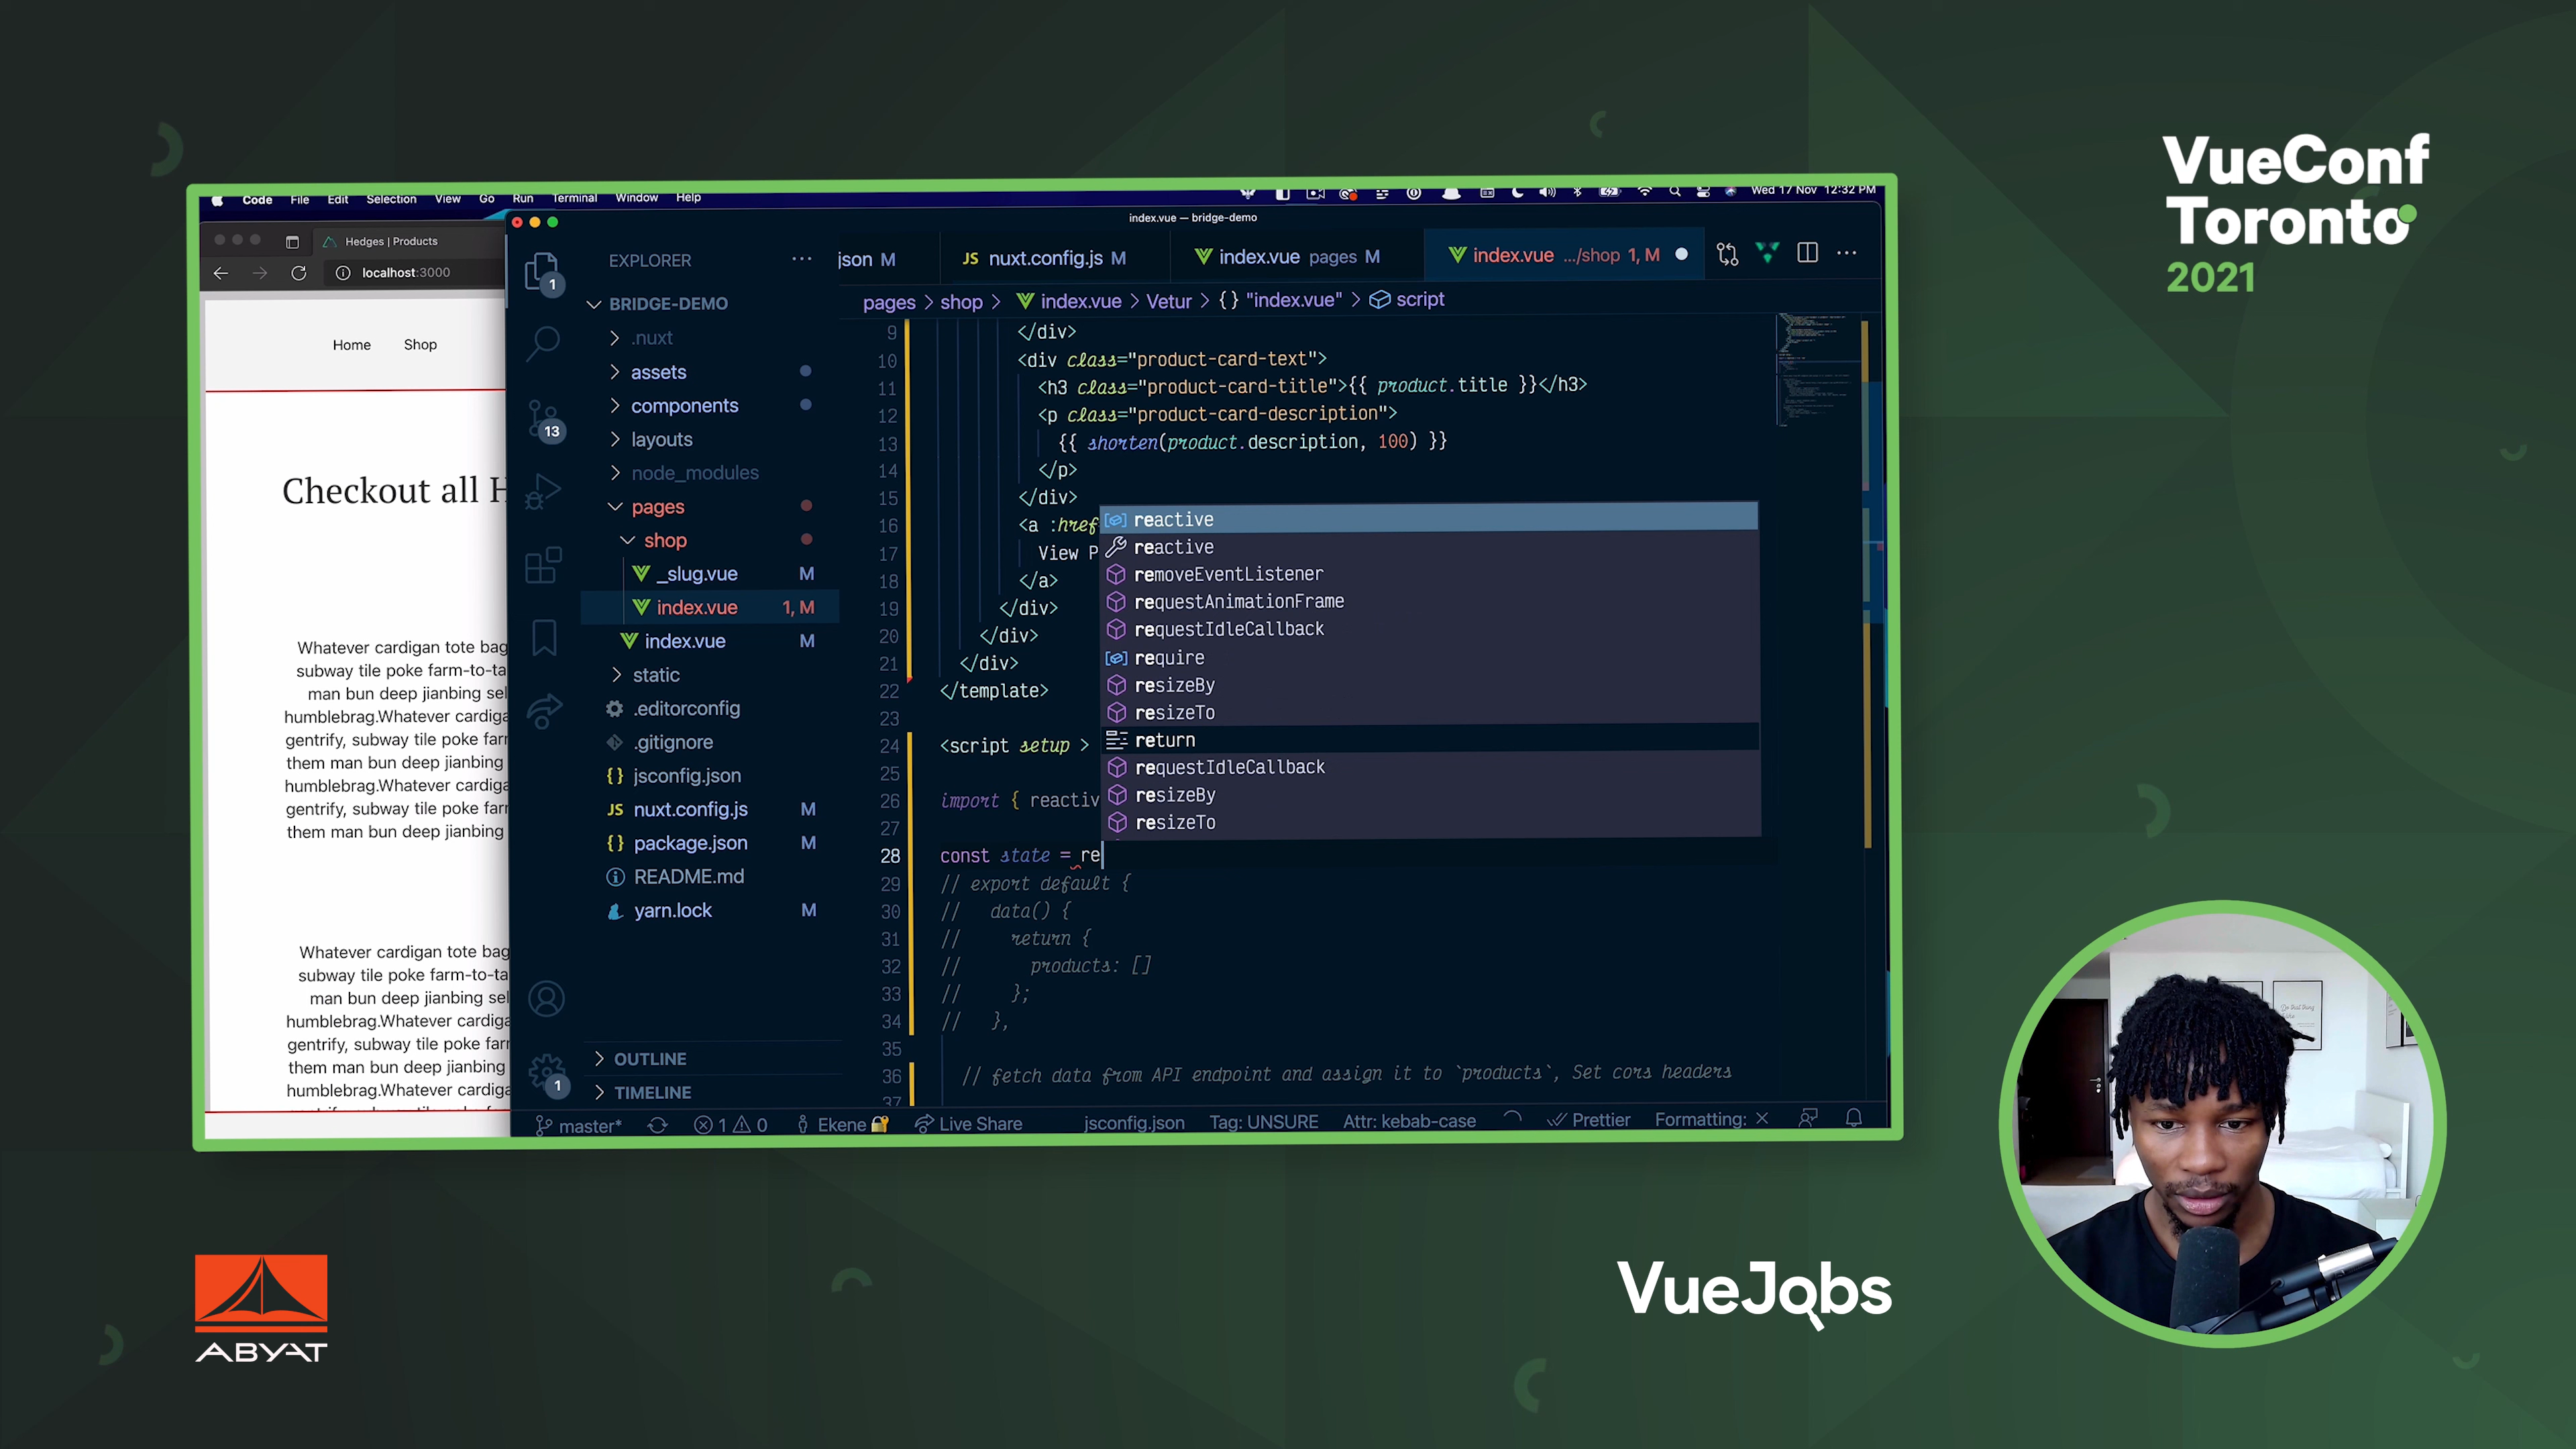 Code File Edit Selection View Go Run Terminal Window Help
Wed 17 Nov 12:32 PM
Hedges | Products
localhost:3000
Home Shop
Checkout all H
Whatever cardigan tote bag
subway tile poke farm-to-ta
man bun deep jianbing sel
humblebrag.Whatever cardiga
gentrify, subway tile poke farr
them man bun deep jianbing
humblebrag.Whatever cardiga
gentrify, subway tile poke farr
them man bun deep jianbing
Whatever cardigan tote bag
subway tile poke farm-to-ta
man bun deep jianbing sel
humblebrag.Whatever cardiga
gentrify, subway tile poke farr
them man bun deep jianbing
humblebrag.Whatever cardiga
index.vue — bridge-demo
1
13
1
EXPLORER ...
BRIDGE-DEMO
.nuxt
assets
components
layouts
node_modules
pages
shop
_slug.vue M
index.vue 1, M
index.vue M
static
.editorconfig
.gitignore
{} jsconfig.json
JS nuxt.config.js M
{} package.json M
README.md
yarn.lock M
OUTLINE
TIMELINE
json M
JS nuxt.config.js M
index.vue pages M
index.vue .../shop 1, M
pages > shop > index.vue > Vetur > {} "index.vue" > script
9 </div>
10 <div class="product-card-text">
11 <h3 class="product-card-title">{{ product.title }}</h3>
12 <p class="product-card-description">
13 {{ shorten(product.description, 100) }}
14 </p>
15 </div>
16 <a :href
17 View P
18 </a>
19 </div>
20 </div>
21 </div>
22 </template>
23
24 <script setup >
25
26 import { reactiv
27
28 const state = re
29 // export default {
30 // data() {
31 // return {
32 // products: []
33 // };
34 // },
35
36 // fetch data from API endpoint and assign it to `products`, Set cors headers
37
reactive
reactive
removeEventListener
requestAnimationFrame
requestIdleCallback
require
resizeBy
resizeTo
return
requestIdleCallback
resizeBy
resizeTo
master* 1 0 Ekene Live Share jsconfig.json Tag: UNSURE Attr: kebab-case Prettier Formatting: X
VueConf
Toronto
2021
ABYAT
VueJobs